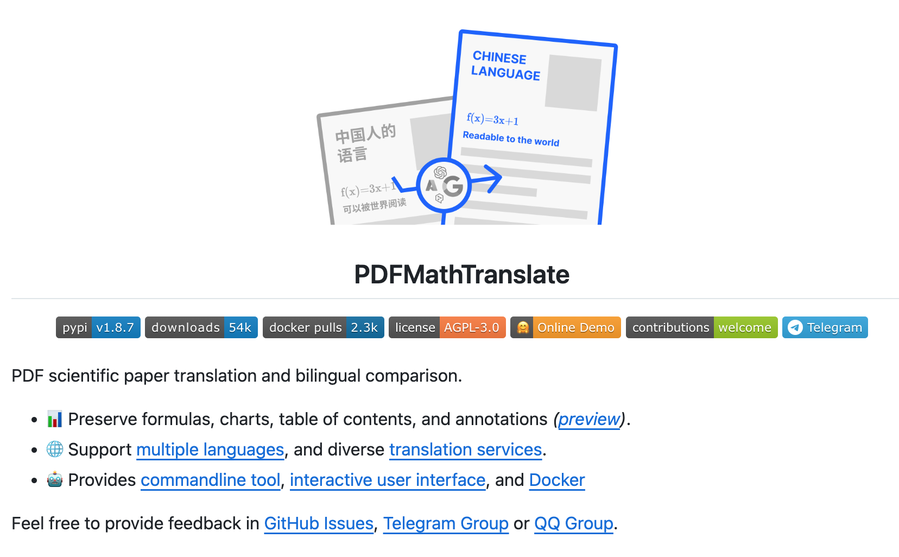 CHINESE
LANGUAGE
f(x)=3x+1
Readable to the world
中国人的
语言
f(x)=3x+1
可以被世界阅读
G
PDFMathTranslate
pypi v1.8.7 downloads 54k docker pulls 2.3k license AGPL-3.0 🤗 Online Demo contributions welcome Telegram
PDF scientific paper translation and bilingual comparison.
• 📊 Preserve formulas, charts, table of contents, and annotations (preview).
• 🌐 Support multiple languages, and diverse translation services.
• 🤖 Provides commandline tool, interactive user interface, and Docker
Feel free to provide feedback in GitHub Issues, Telegram Group or QQ Group.